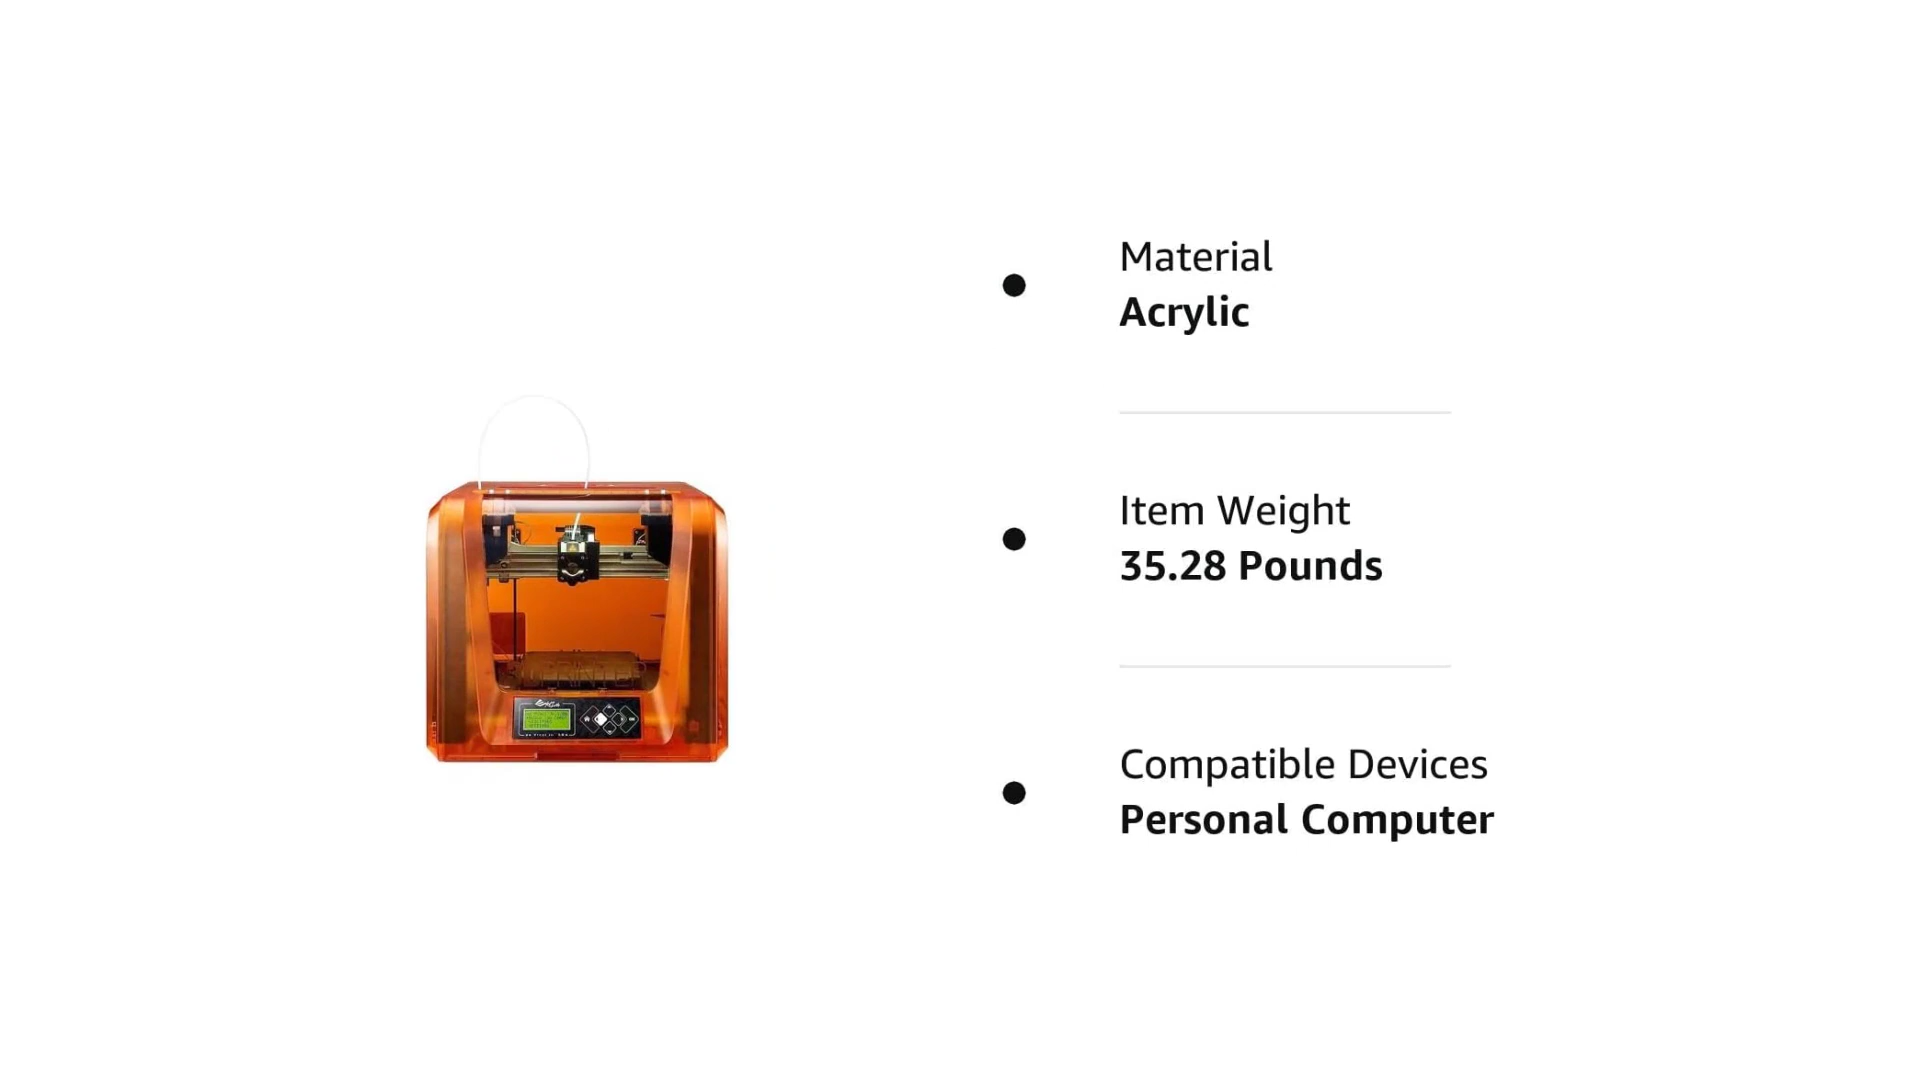 Material
Acrylic
Item Weight
35.28 Pounds
Compatible Devices
Personal Computer